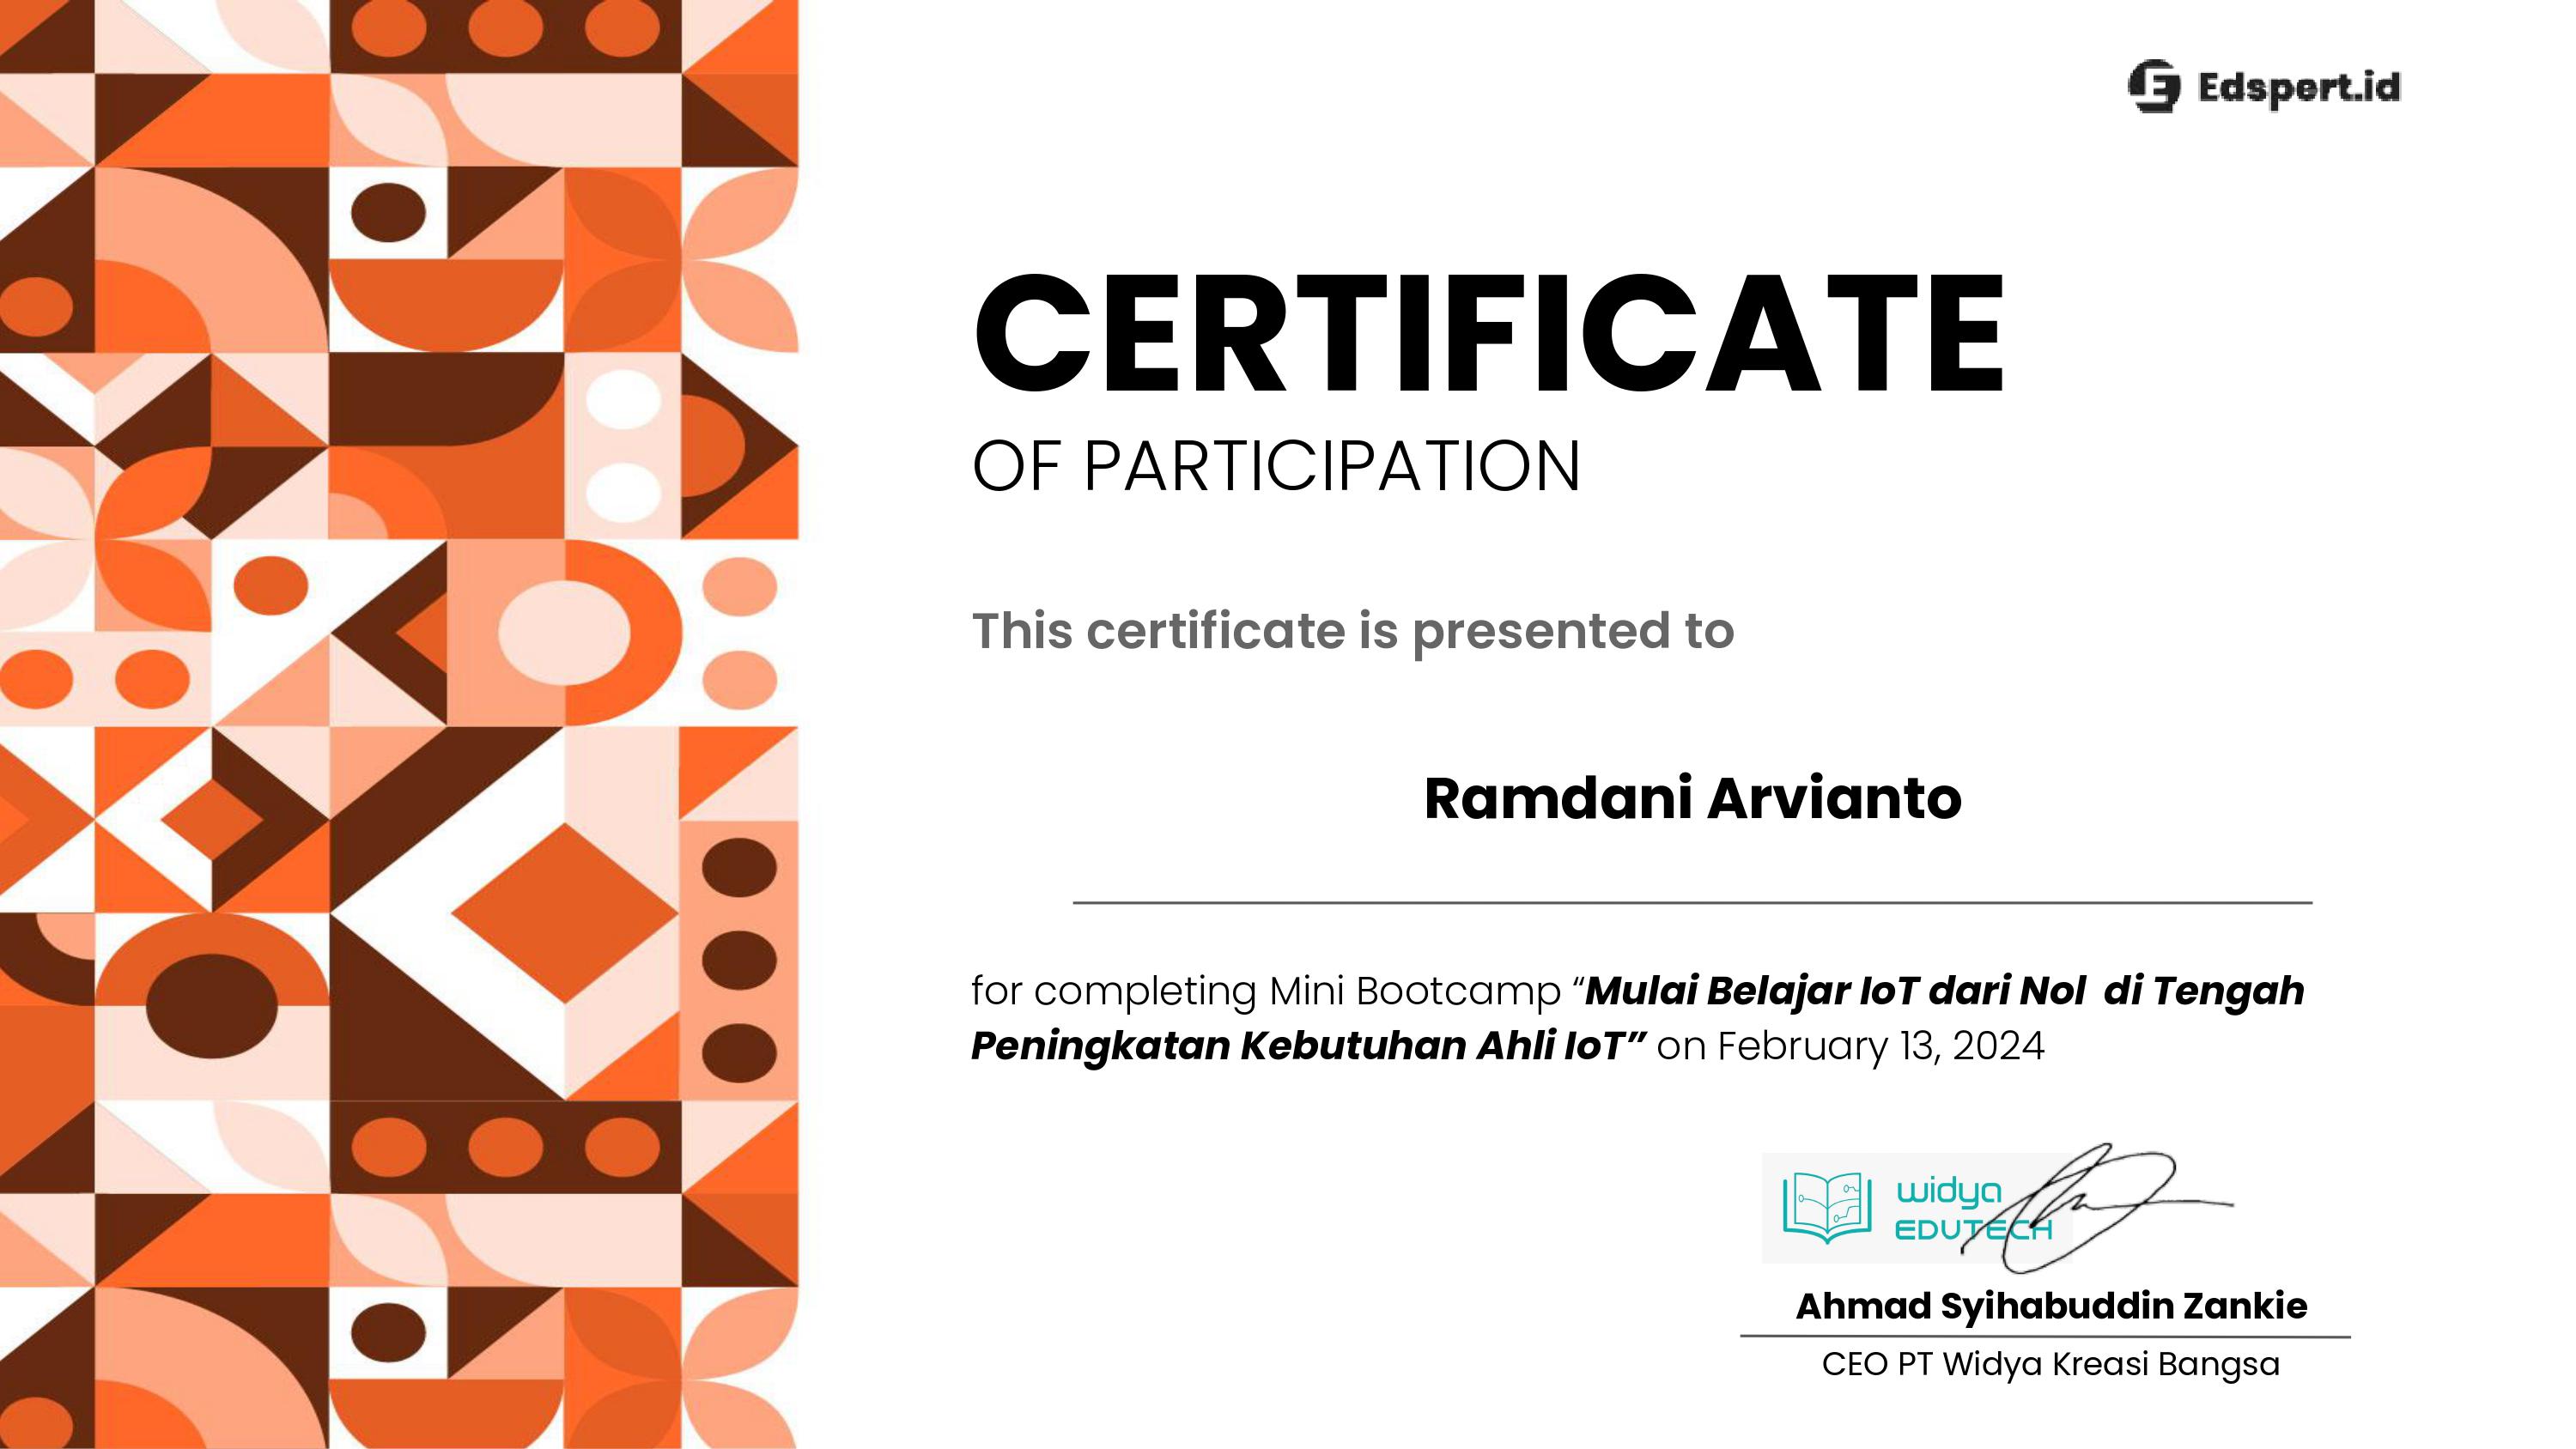 Edspert.id
CERTIFICATE
OF PARTICIPATION
This certificate is presented to
Ramdani Arvianto
for completing Mini Bootcamp “Mulai Belajar IoT dari Nol di Tengah
Peningkatan Kebutuhan Ahli IoT” on February 13, 2024
widya
EDUTECH
Ahmad Syihabuddin Zankie
CEO PT Widya Kreasi Bangsa